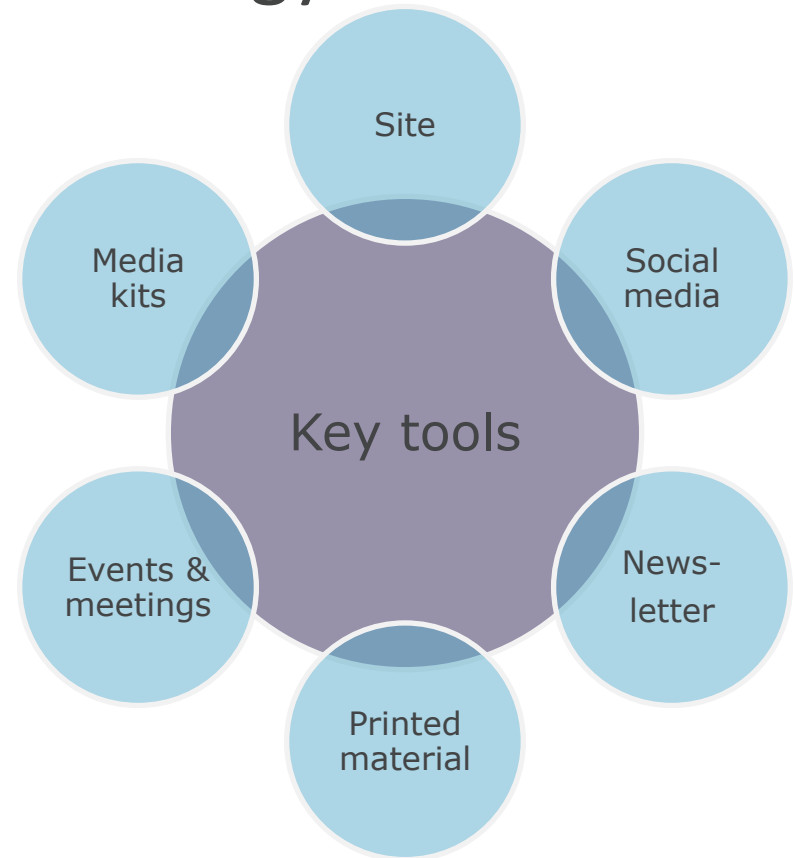 Site
Social
media
News-
letter
Printed
material
Events &
meetings
Media
kits
Key tools